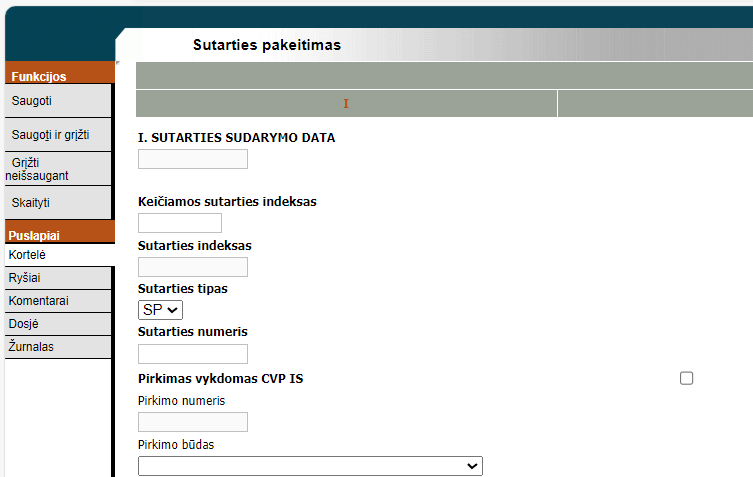 Sutarties pakeitimas
Funkcijos
Saugoti
Saugoti ir grįžti
Grįžti
neišsaugant
Skaityti
Puslapiai
Kortelė
Ryšiai
Komentarai
Dosjė
Žurnalas
I
I. SUTARTIES SUDARYMO DATA
Keičiamos sutarties indeksas
Sutarties indeksas
Sutarties tipas
SP
Sutarties numeris
Pirkimas vykdomas CVP IS
Pirkimo numeris
Pirkimo būdas